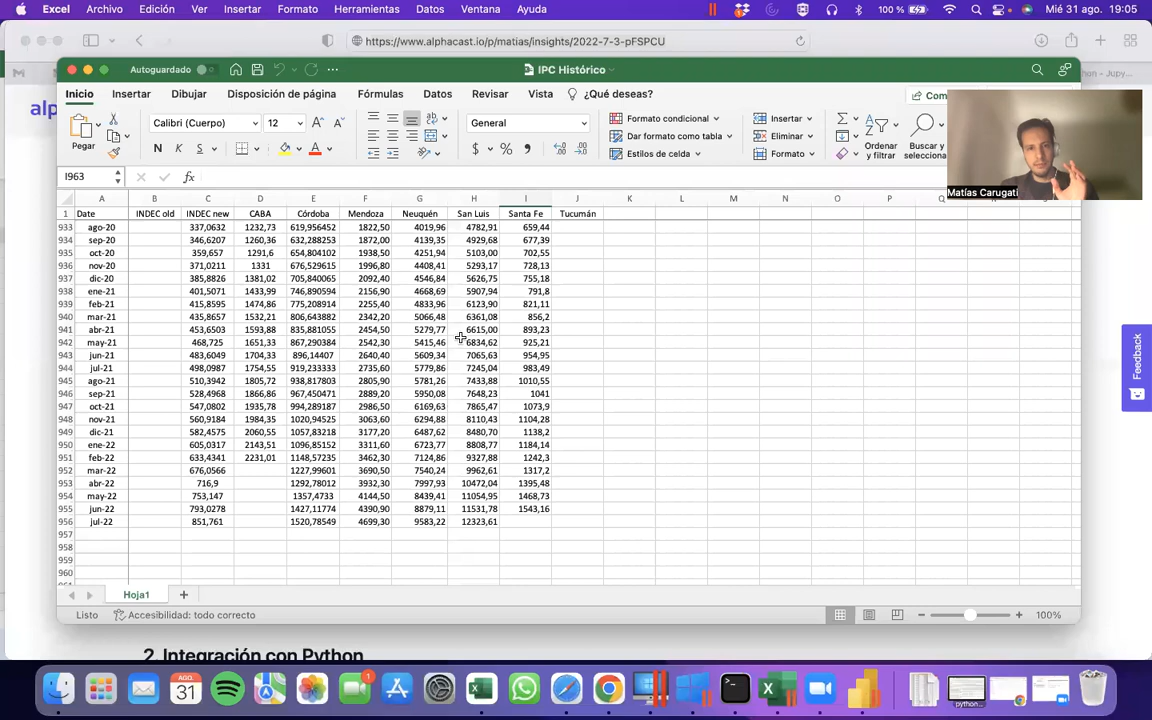 Excel Archivo Edición Ver Insertar Formato Herramientas Datos Ventana Ayuda 100 % Mié 31 ago. 19:05
https://www.alphacast.io/p/matias/insights/2022-7-3-pFSPCU
Autoguardado IPC Histórico
Inicio Insertar Dibujar Disposición de página Fórmulas Datos Revisar Vista ¿Qué deseas? Com
Pegar Calibri (Cuerpo) 12 General Formato condicional Insertar
N K S Dar formato como tabla Eliminar Ordenar y filtrar Buscar y selecciona
Estilos de celda Formato
Matías Carugati
I963 fx
A B C D E F G H I J K L M N O P Q
1 Date INDEC old INDEC new CABA Córdoba Mendoza Neuquén San Luis Santa Fe Tucumán
933 ago-20 337,0632 1232,73 619,956452 1822,50 4019,96 4782,91 659,44
934 sep-20 346,6207 1260,36 632,288253 1872,00 4139,35 4929,68 677,39
935 oct-20 359,657 1291,6 654,804102 1938,50 4251,94 5103,00 702,55
936 nov-20 371,0211 1331 676,529615 1996,80 4408,41 5293,17 728,13
937 dic-20 385,8826 1381,02 705,840065 2092,40 4546,84 5626,75 755,18
938 ene-21 401,5071 1433,99 746,890594 2156,90 4668,69 5907,94 791,8
939 feb-21 415,8595 1474,86 775,208914 2255,40 4833,96 6123,90 821,11
940 mar-21 435,8657 1532,21 806,643882 2342,20 5066,48 6361,08 856,2
941 abr-21 453,6503 1593,88 835,881055 2454,50 5279,77 6615,00 893,23
942 may-21 468,725 1651,33 867,290384 2542,30 5415,46 6834,62 925,21
943 jun-21 483,6049 1704,33 896,14407 2640,40 5609,34 7065,63 954,95
944 jul-21 498,0987 1754,55 919,233333 2735,60 5779,86 7245,04 983,49
945 ago-21 510,3942 1805,72 938,817803 2805,90 5781,26 7433,88 1010,55
946 sep-21 528,4968 1866,86 967,450471 2889,20 5950,08 7648,23 1041
947 oct-21 547,0802 1935,78 994,289187 2986,50 6169,63 7865,47 1073,9
948 nov-21 560,9184 1984,35 1020,94525 3063,60 6294,88 8110,43 1104,28
949 dic-21 582,4575 2060,55 1057,83218 3177,20 6487,62 8480,70 1138,2
950 ene-22 605,0317 2143,51 1096,85152 3311,60 6723,77 8808,77 1184,14
951 feb-22 633,4341 2231,01 1148,57235 3462,30 7124,86 9327,88 1242,3
952 mar-22 676,0566 1227,99601 3690,50 7540,24 9962,61 1317,2
953 abr-22 716,9 1292,78012 3932,30 7997,93 10472,04 1395,48
954 may-22 753,147 1357,4733 4144,50 8439,41 11054,95 1468,73
955 jun-22 793,0278 1427,11774 4390,90 8879,11 11531,78 1543,16
956 jul-22 851,761 1520,78549 4699,30 9583,22 12323,61
957
958
959
960
Hoja1
Listo Accesibilidad: todo correcto 100%
Feedback
2. Integración con Python
AGO. 31
1
python...